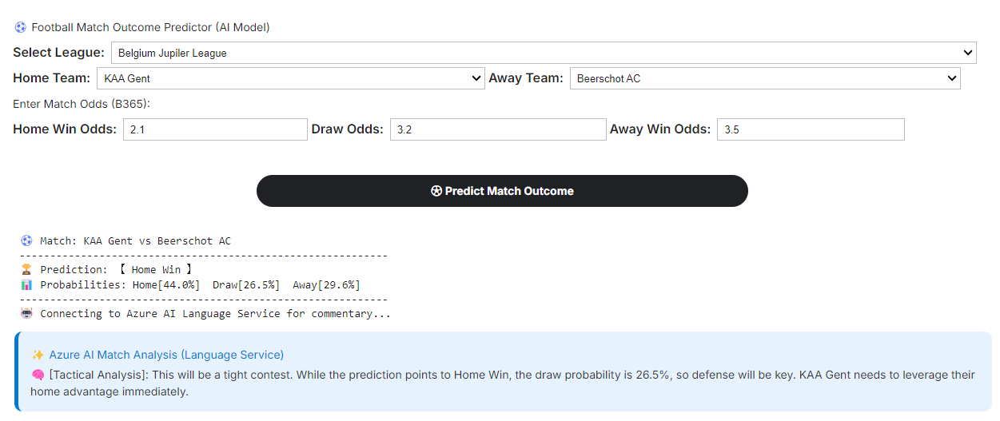 ⚽ Football Match Outcome Predictor (AI Model)
Select League: Belgium Jupiler League
Home Team: KAA Gent Away Team: Beerschot AC
Enter Match Odds (B365):
Home Win Odds: 2.1 Draw Odds: 3.2 Away Win Odds: 3.5
⚽ Predict Match Outcome
⚽ Match: KAA Gent vs Beerschot AC
------------------------------------------------------------
🏆 Prediction: 【 Home Win 】
📊 Probabilities: Home[44.0%]  Draw[26.5%]  Away[29.6%]
------------------------------------------------------------
🤖 Connecting to Azure AI Language Service for commentary...
✨ Azure AI Match Analysis (Language Service)
🧠 [Tactical Analysis]: This will be a tight contest. While the prediction points to Home Win, the draw probability is 26.5%, so defense will be key. KAA Gent needs to leverage their
home advantage immediately.